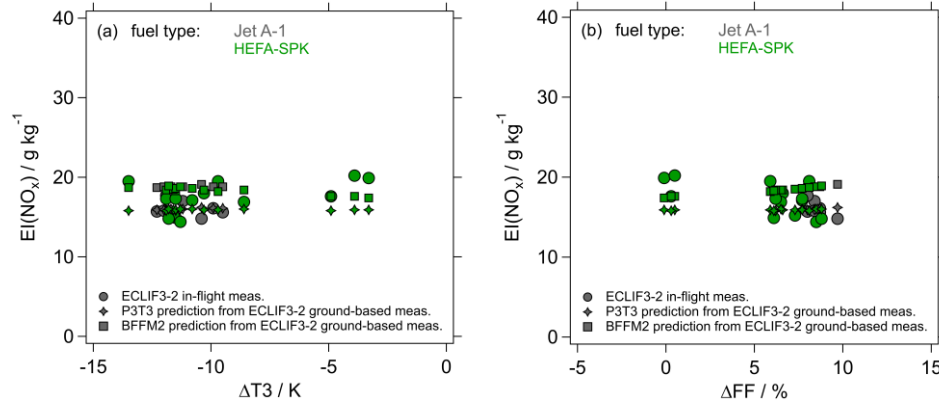 (a) fuel type: Jet A-1
HEFA-SPK
EI(NOx) / g kg-1
40
30
20
10
0
ECLIF3-2 in-flight meas.
P3T3 prediction from ECLIF3-2 ground-based meas.
BFFM2 prediction from ECLIF3-2 ground-based meas.
-15 -10 -5 0
ΔT3 / K
(b) fuel type: Jet A-1
HEFA-SPK
EI(NOx) / g kg-1
40
30
20
10
0
ECLIF3-2 in-flight meas.
P3T3 prediction from ECLIF3-2 ground-based meas.
BFFM2 prediction from ECLIF3-2 ground-based meas.
-5 0 5 10 15
ΔFF / %